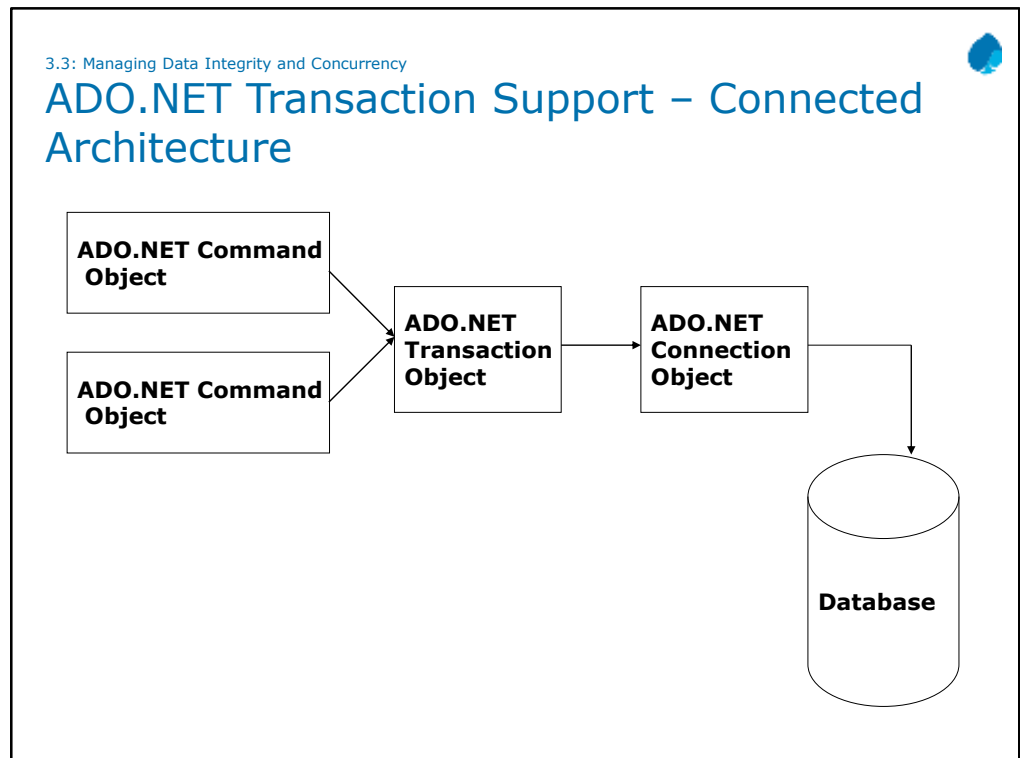 3.3: Managing Data Integrity and Concurrency
ADO.NET Transaction Support – Connected
Architecture
ADO.NET Command
Object
ADO.NET Command
Object
ADO.NET
Transaction
Object
ADO.NET
Connection
Object
Database